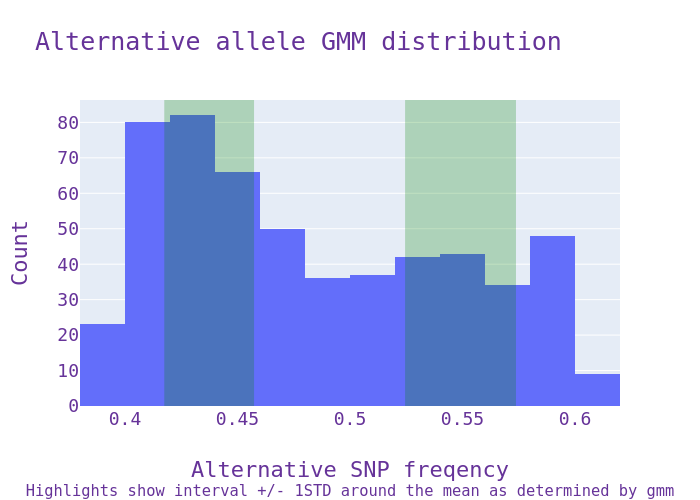 Alternative allele GMM distribution
Count
80
70
60
50
40
30
20
10
0
0.4 0.45 0.5 0.55 0.6
Alternative SNP freqency
Highlights show interval +/- 1STD around the mean as determined by gmm